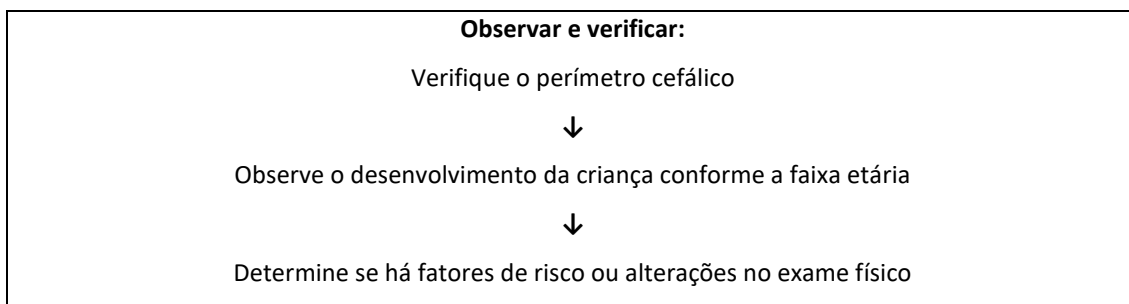 Observar e verificar:
Verifique o perímetro cefálico
↓
Observe o desenvolvimento da criança conforme a faixa etária
↓
Determine se há fatores de risco ou alterações no exame físico